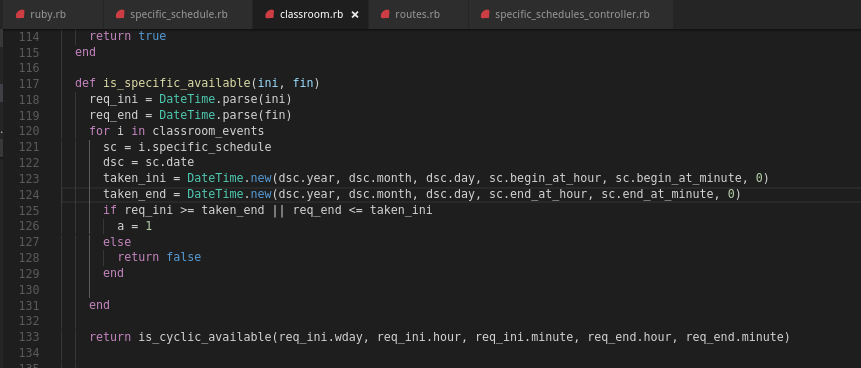 ruby.rb specific_schedule.rb classroom.rb × routes.rb specific_schedules_controller.rb
114 return true
115 end
116
117 def is_specific_available(ini, fin)
118 req_ini = DateTime.parse(ini)
119 req_end = DateTime.parse(fin)
120 for i in classroom_events
121 sc = i.specific_schedule
122 dsc = sc.date
123 taken_ini = DateTime.new(dsc.year, dsc.month, dsc.day, sc.begin_at_hour, sc.begin_at_minute, 0)
124 taken_end = DateTime.new(dsc.year, dsc.month, dsc.day, sc.end_at_hour, sc.end_at_minute, 0)
125 if req_ini >= taken_end || req_end <= taken_ini
126 a = 1
127 else
128 return false
129 end
130
131 end
132
133 return is_cyclic_available(req_ini.wday, req_ini.hour, req_ini.minute, req_end.hour, req_end.minute)
134
135